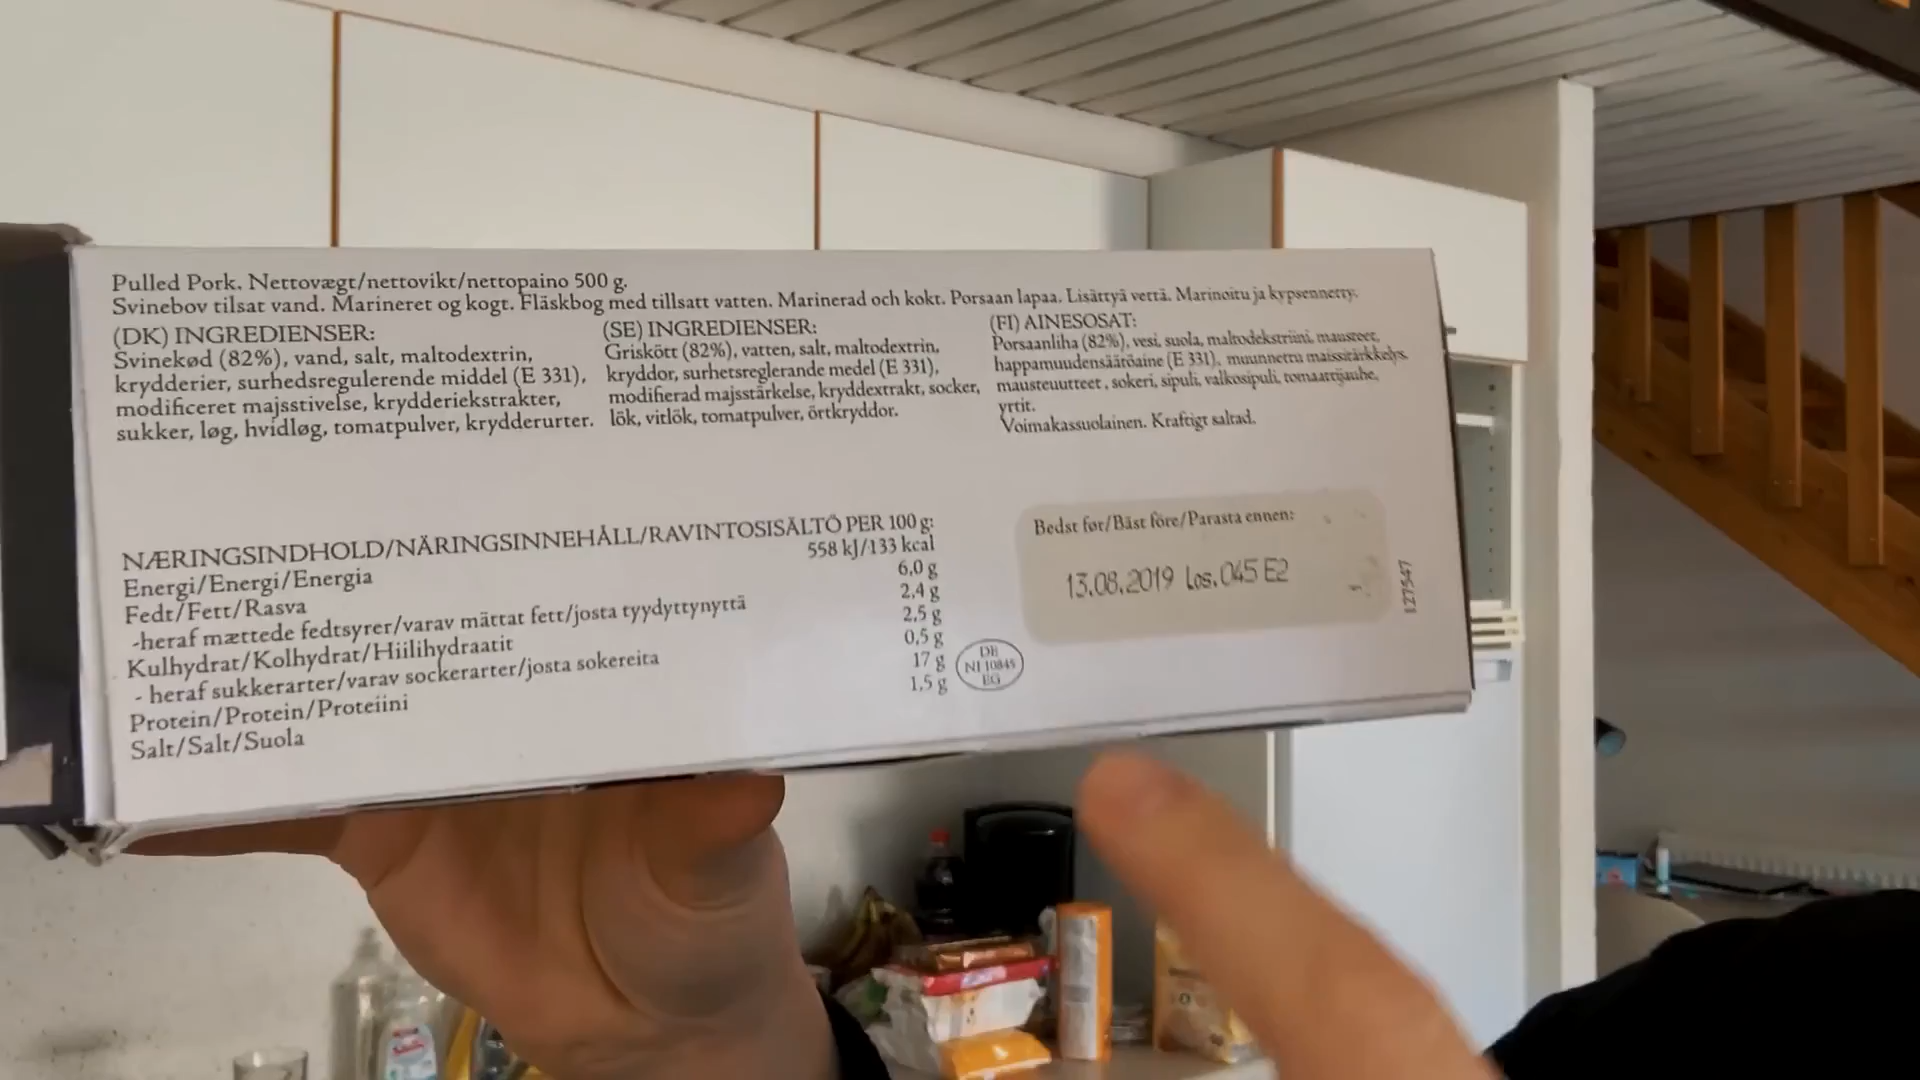 Pulled Pork. Nettovægt/nettovikt/nettopaino 500 g.
Svinebov tilsat vand. Marineret og kogt. Fläskbog med tillsatt vatten. Marinerad och kokt. Porsaan lapaa. Lisättyä vettä. Marinoitu ja kypsennetty.
(DK) INGREDIENSER:
Svinekød (82%), vand, salt, maltodextrin,
krydderier, surhedsregulerende middel (E 331),
modificeret majsstivelse, krydderiekstrakter,
sukker, løg, hvidløg, tomatpulver, krydderurter.
(SE) INGREDIENSER:
Griskött (82%), vatten, salt, maltodextrin,
kryddor, surhetsreglerande medel (E 331),
modifierad majsstärkelse, kryddextrakt, socker,
lök, vitlök, tomatpulver, örtkryddor.
(FI) AINESOSAT:
Porsaanliha (82%), vesi, suola, maltodekstriini, mausteet,
happamuudensäätöaine (E 331), muunnettu maissitärkkelys,
mausteuutteet, sokeri, sipuli, valkosipuli, tomaattijauhe,
yrtit.
Voimakassuolainen. Kraftigt saltad.
NÆRINGSINDHOLD/NÄRINGSINNEHÅLL/RAVINTOSISÄLTÖ PER 100 g:
Energi/Energi/Energia 558 kJ/133 kcal
Fedt/Fett/Rasva 6,0 g
-heraf mættede fedtsyrer/varav mättat fett/josta tyydyttynyttä 2,4 g
Kulhydrat/Kolhydrat/Hiilihydraatit 2,5 g
- heraf sukkerarter/varav sockerarter/josta sokereita 0,5 g
Protein/Protein/Proteiini 17 g
Salt/Salt/Suola 1,5 g
DE
NI 10845
EG
Bedst før/Bäst före/Parasta ennen:
13.08.2019 Los.045 E2
127547